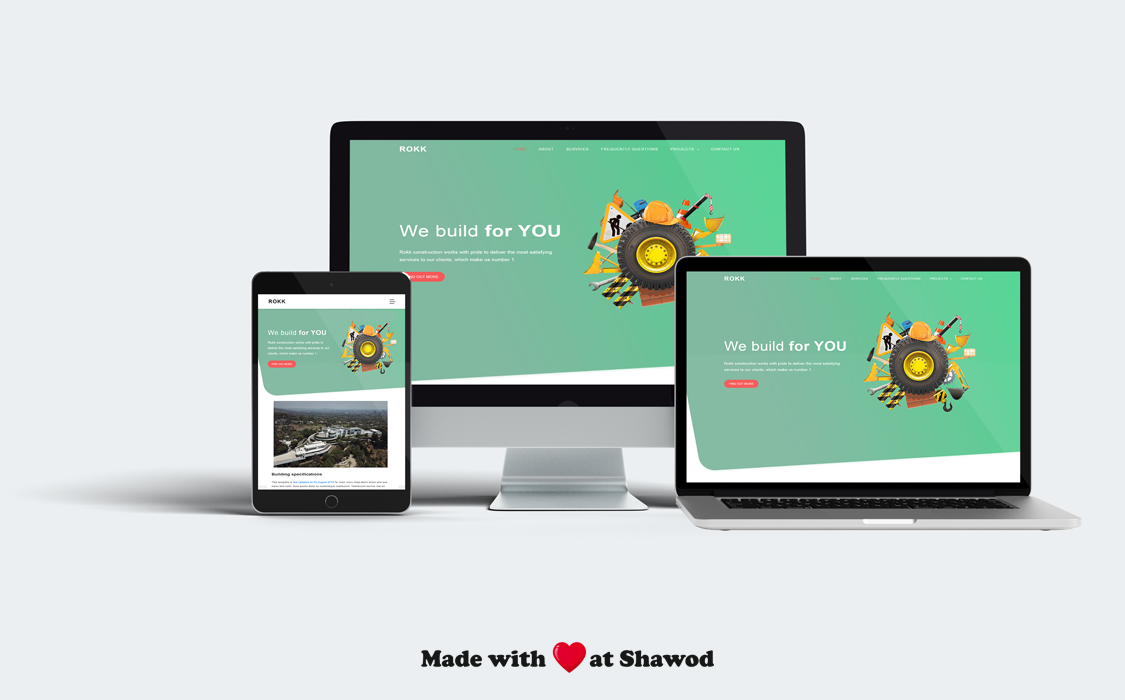 ROKK
HOME ABOUT SERVICES FREQUENTLY QUESTIONS PROJECTS CONTACT US
We build for YOU
Rokk construction works with pride to deliver the most satisfying
services to our clients, which make us number 1.
FIND OUT MORE
ROKK
We build for YOU
Rokk construction works with pride to
deliver the most satisfying services to our
clients, which make us number 1.
FIND OUT MORE
Building specifications
ROKK
HOME ABOUT SERVICES FREQUENTLY QUESTIONS PROJECTS CONTACT US
We build for YOU
Rokk construction works with pride to deliver the most satisfying
services to our clients, which make us number 1.
FIND OUT MORE
Made with at Shawod